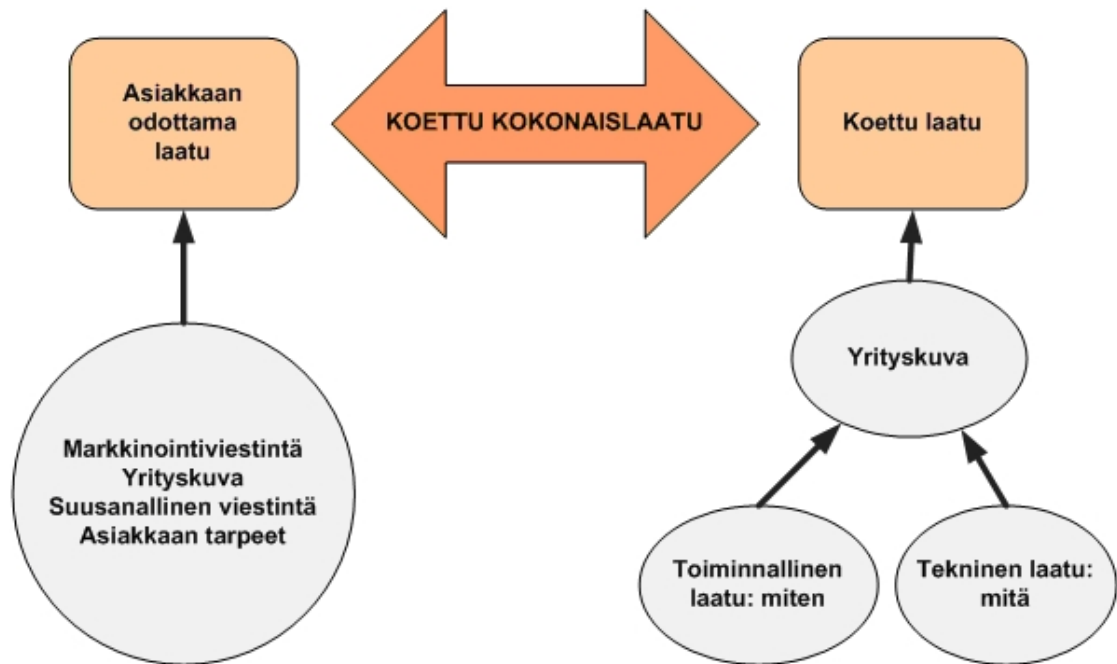 Asiakkaan
odottama
laatu
KOETTU KOKONAISLAATU
Koettu laatu
Markkinointiviestintä
Yrityskuva
Suusanallinen viestintä
Asiakkaan tarpeet
Yrityskuva
Toiminnallinen
laatu: miten
Tekninen laatu:
mitä